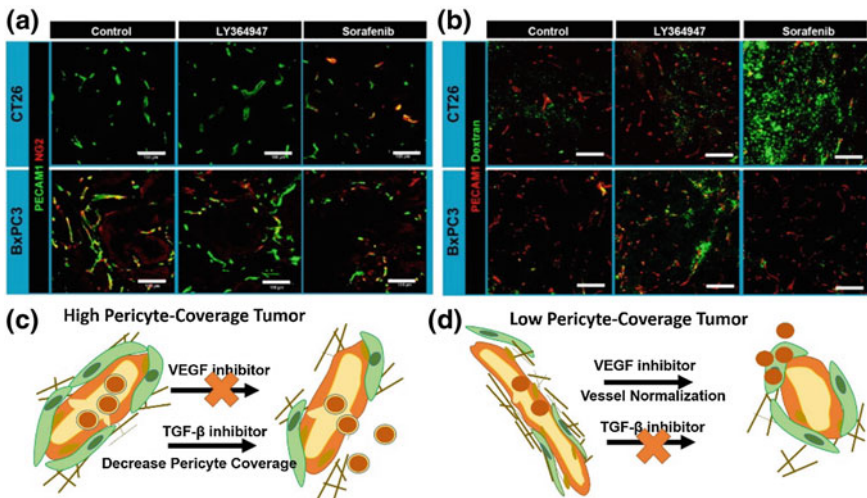 (a)
Control LY364947 Sorafenib
CT26
BxPC3
PECAM1 NG2
(b)
Control LY364947 Sorafenib
CT26
BxPC3
PECAM1 Dextran
(c) High Pericyte-Coverage Tumor
VEGF inhibitor
TGF-β inhibitor
Decrease Pericyte Coverage
(d) Low Pericyte-Coverage Tumor
VEGF inhibitor
Vessel Normalization
TGF-β inhibitor